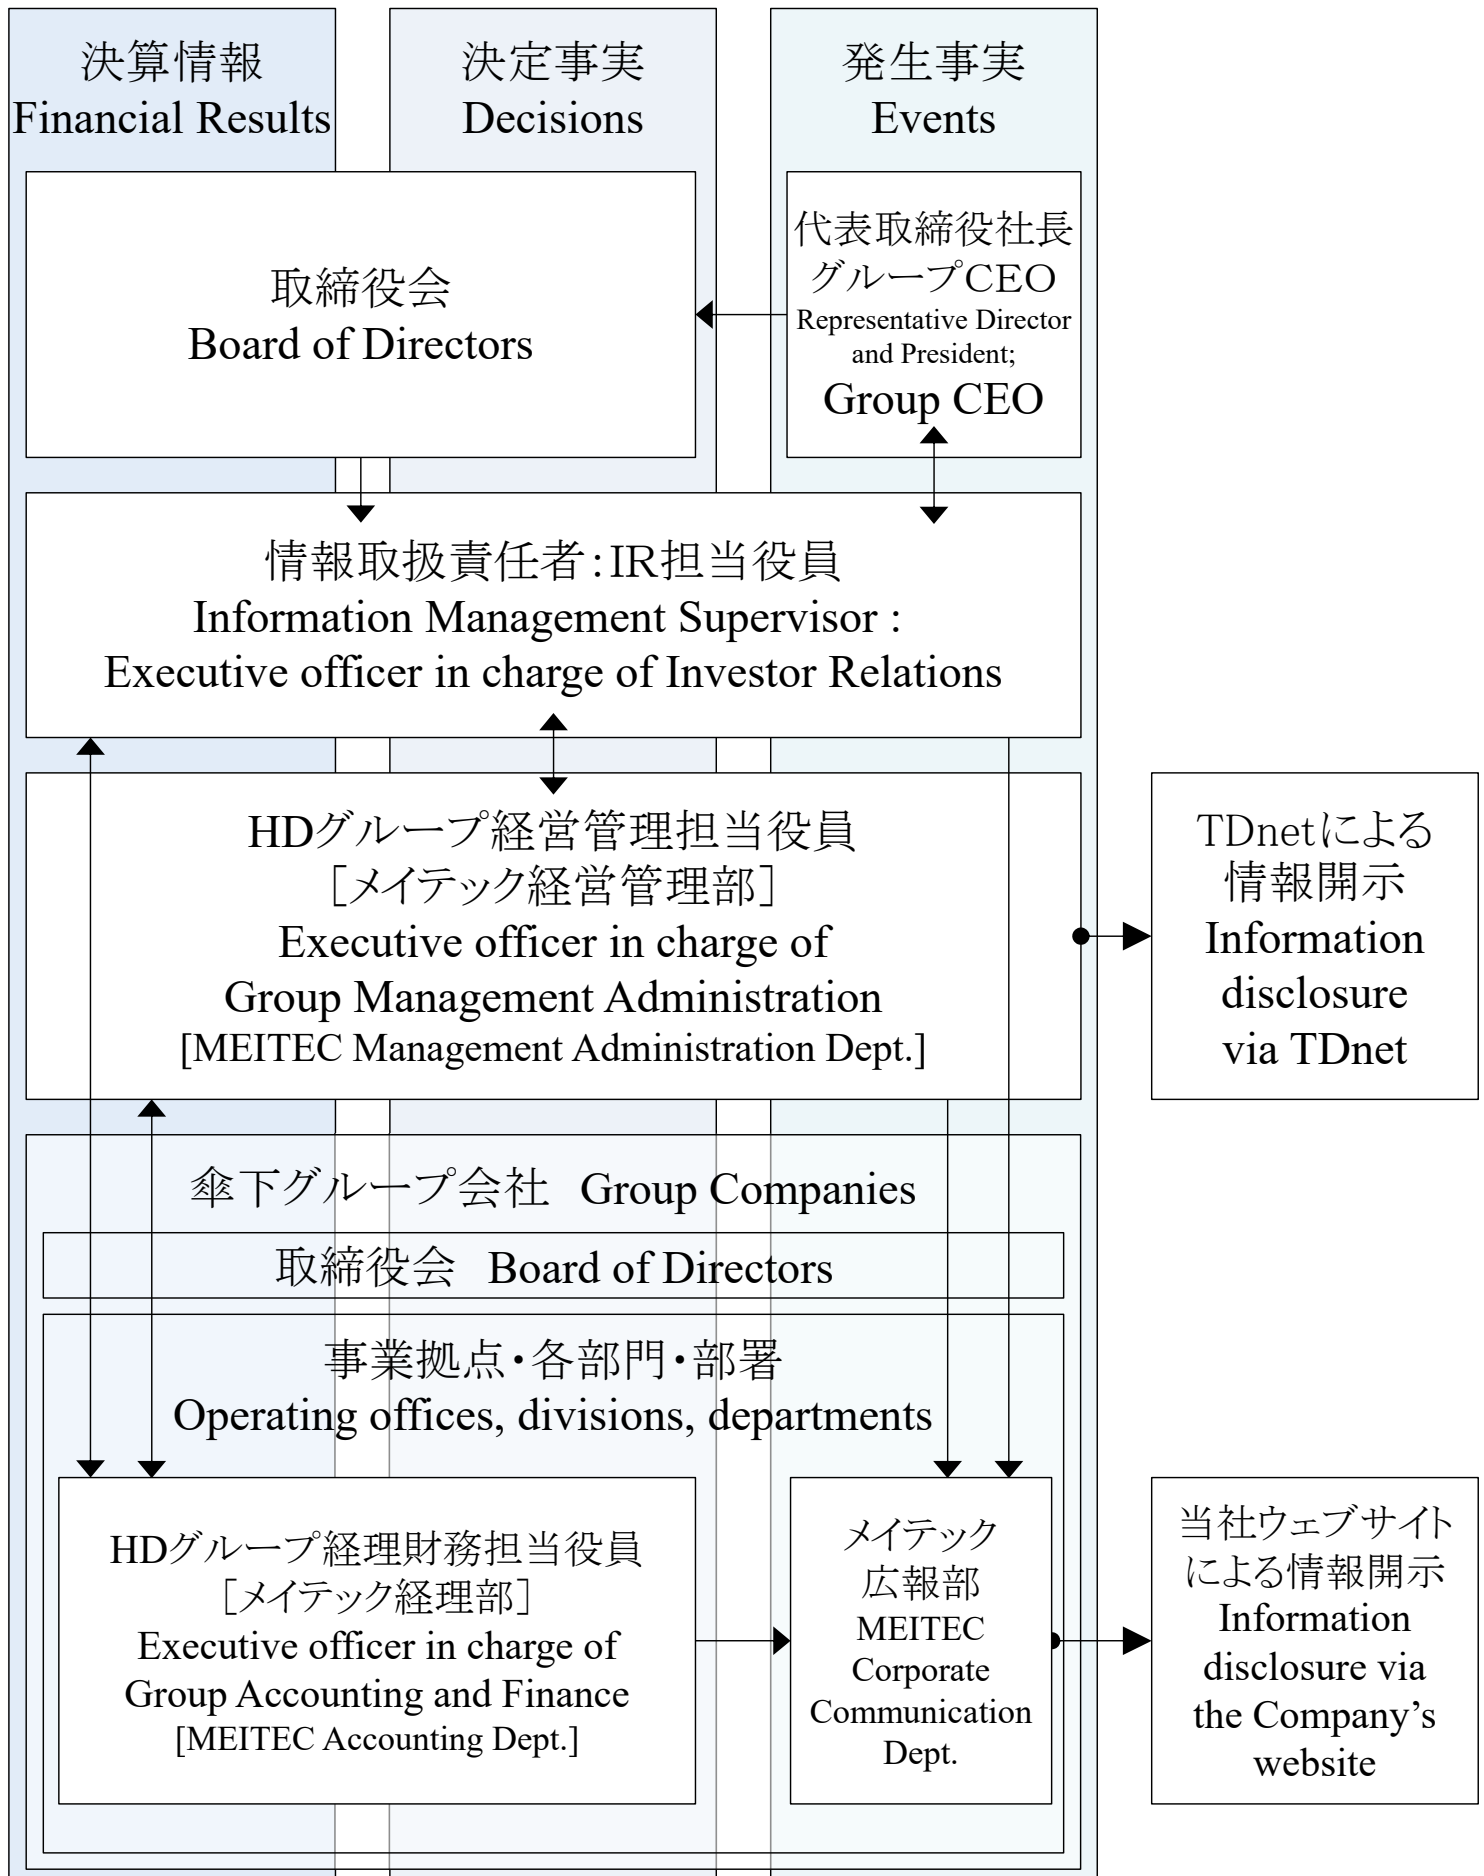 決算情報
Financial Results
決定事実
Decisions
発生事実
Events
取締役会
Board of Directors
代表取締役社長
グループCEO
Representative Director
and President;
Group CEO
情報取扱責任者：IR担当役員
Information Management Supervisor :
Executive officer in charge of Investor Relations
HDグループ経営管理担当役員
［メイテック経営管理部］
Executive officer in charge of
Group Management Administration
[MEITEC Management Administration Dept.]
TDnetによる
情報開示
Information
disclosure
via TDnet
傘下グループ会社 Group Companies
取締役会 Board of Directors
事業拠点・各部門・部署
Operating offices, divisions, departments
HDグループ経理財務担当役員
［メイテック経理部］
Executive officer in charge of
Group Accounting and Finance
[MEITEC Accounting Dept.]
メイテック
広報部
MEITEC
Corporate
Communication
Dept.
当社ウェブサイト
による情報開示
Information
disclosure via
the Company’s
website